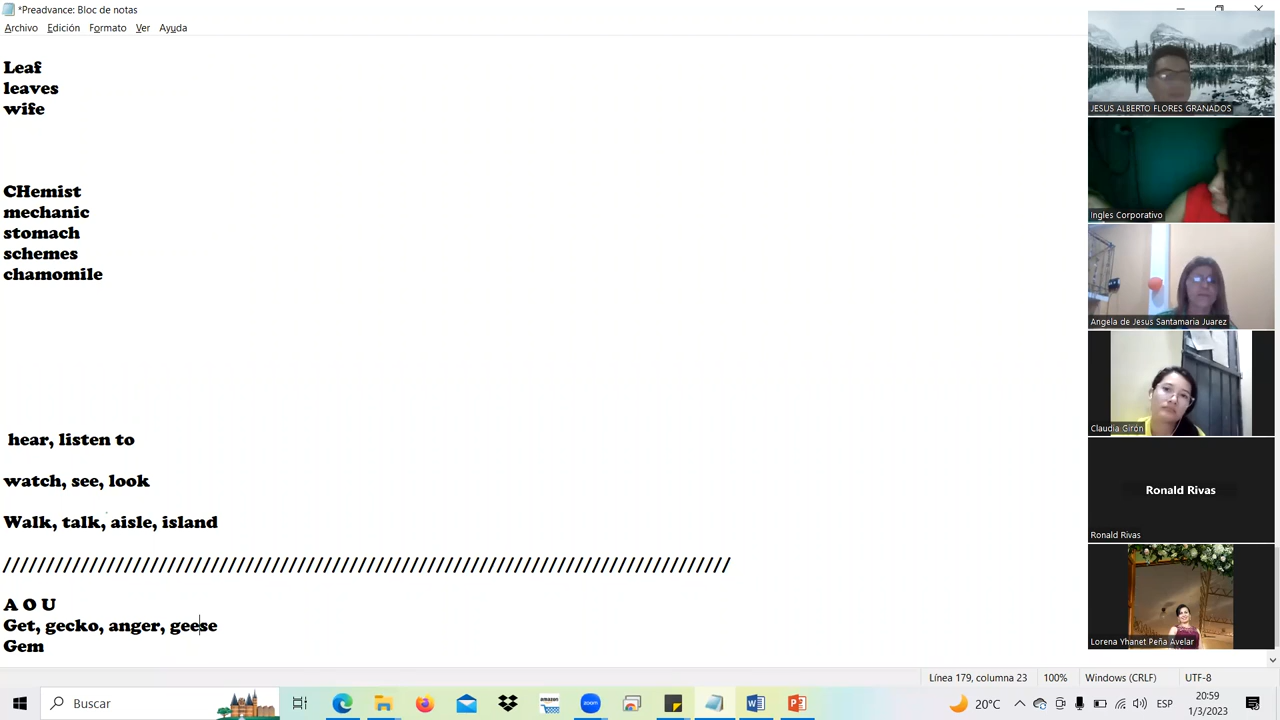 *Preadvance: Bloc de notas
Archivo Edición Formato Ver Ayuda
Leaf
leaves
wife
CHemist
mechanic
stomach
schemes
chamomile
hear, listen to
watch, see, look
Walk, talk, aisle, island
////////////////////////////////////////////////////////////////////////////////////
A O U
Get, gecko, anger, geese
Gem
JESUS ALBERTO FLORES GRANADOS
Ingles Corporativo
Angela de Jesus Santamaria Juarez
Claudia Girón
Ronald Rivas
Ronald Rivas
Lorena Yhanet Peña Avelar
Línea 179, columna 23 100% Windows (CRLF) UTF-8
Buscar
amazon
zoom
20°C
ESP
20:59
1/3/2023